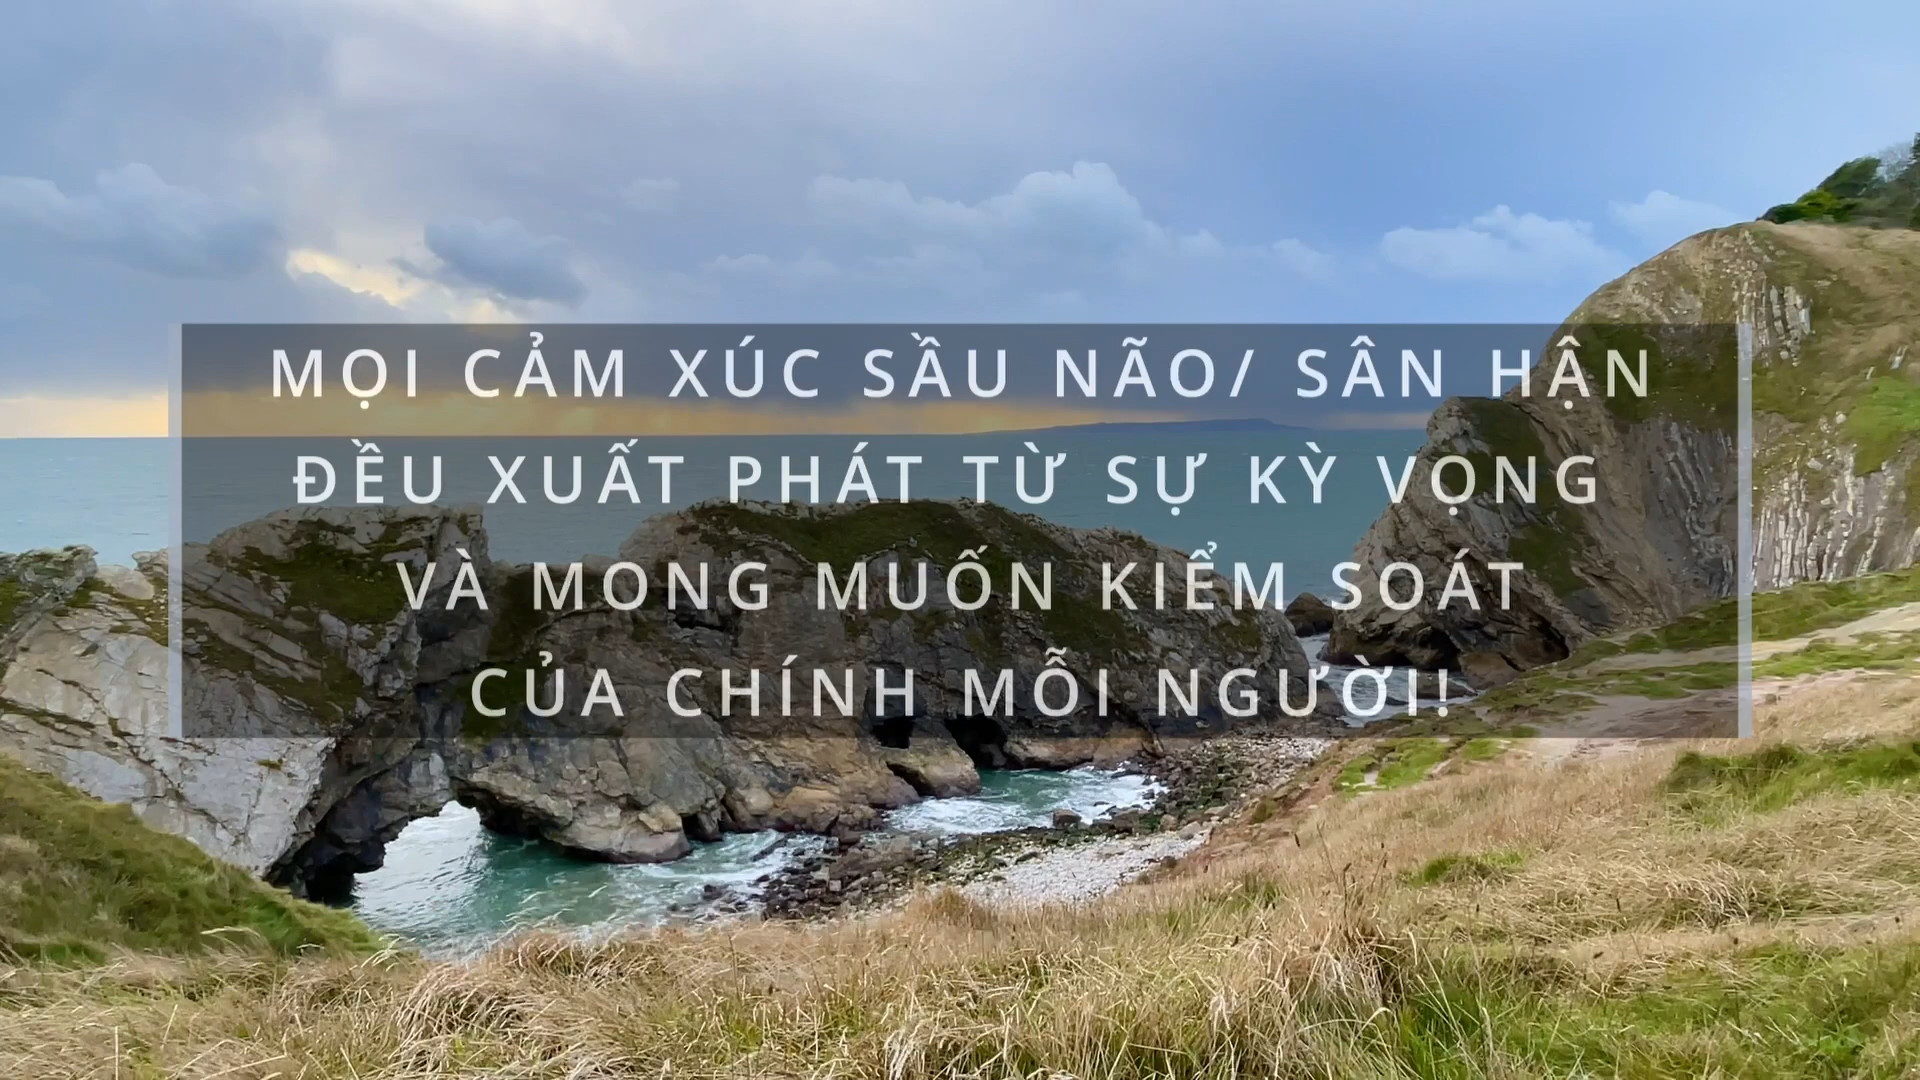 MỌI CẢM XÚC SẦU NÃO/ SÂN HẬN
ĐỀU XUẤT PHÁT TỪ SỰ KỲ VỌNG
VÀ MONG MUỐN KIỂM SOÁT
CỦA CHÍNH MỖI NGƯỜI!